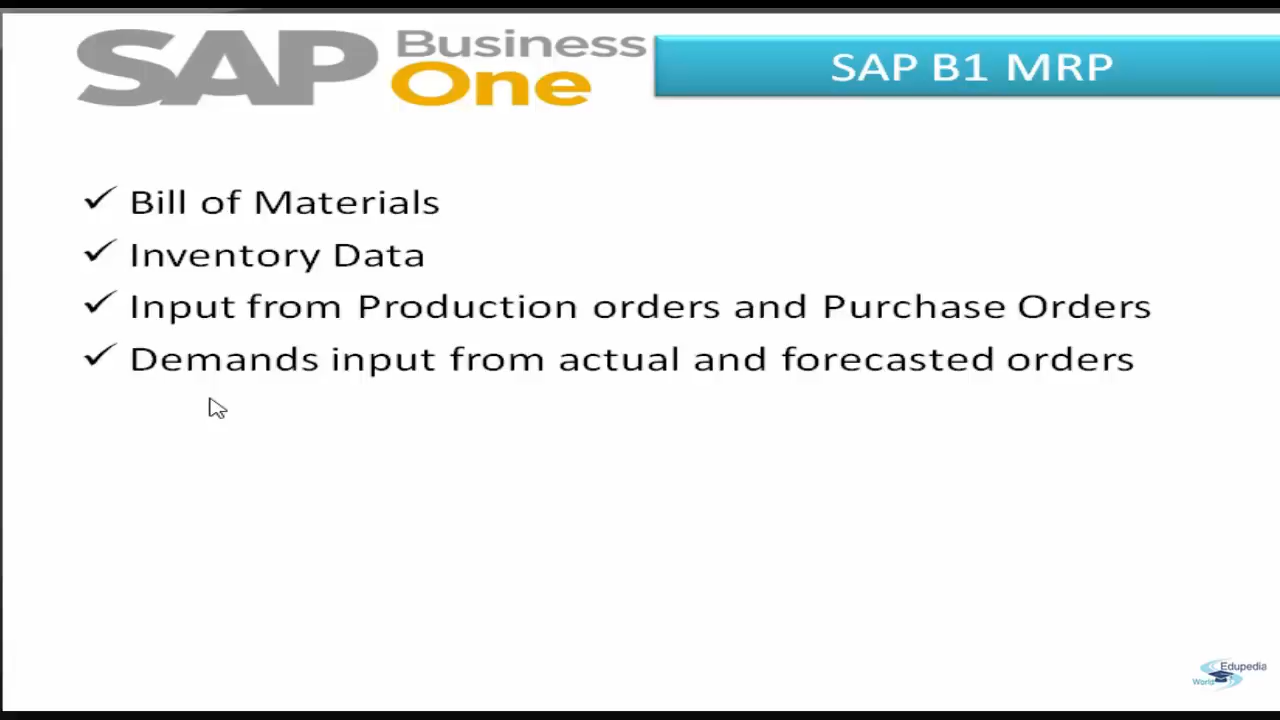 SAP Business One
SAP B1 MRP
✓ Bill of Materials
✓ Inventory Data
✓ Input from Production orders and Purchase Orders
✓ Demands input from actual and forecasted orders
Edupedia
World